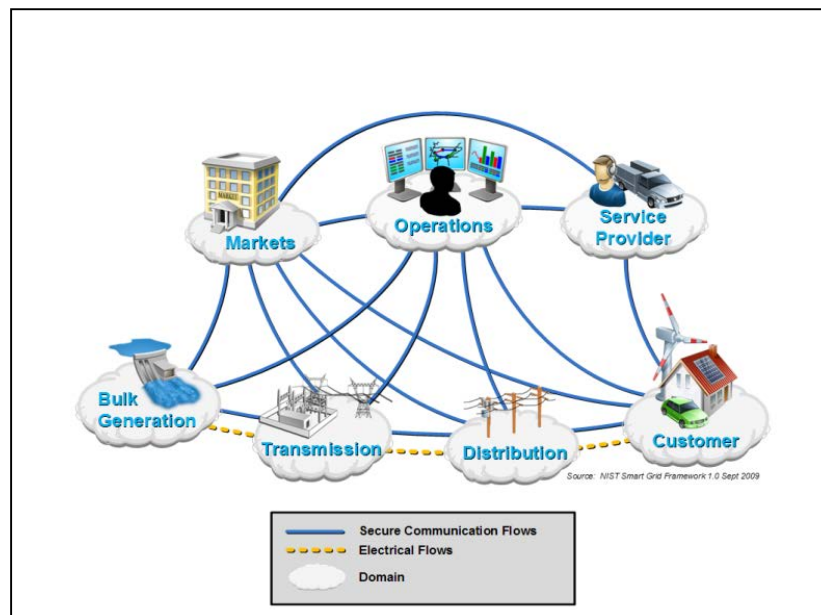 MARKET
Markets
Operations
Service
Provider
Bulk
Generation
Transmission
Distribution
Customer
Source: NIST Smart Grid Framework 1.0 Sept 2009
Secure Communication Flows
Electrical Flows
Domain